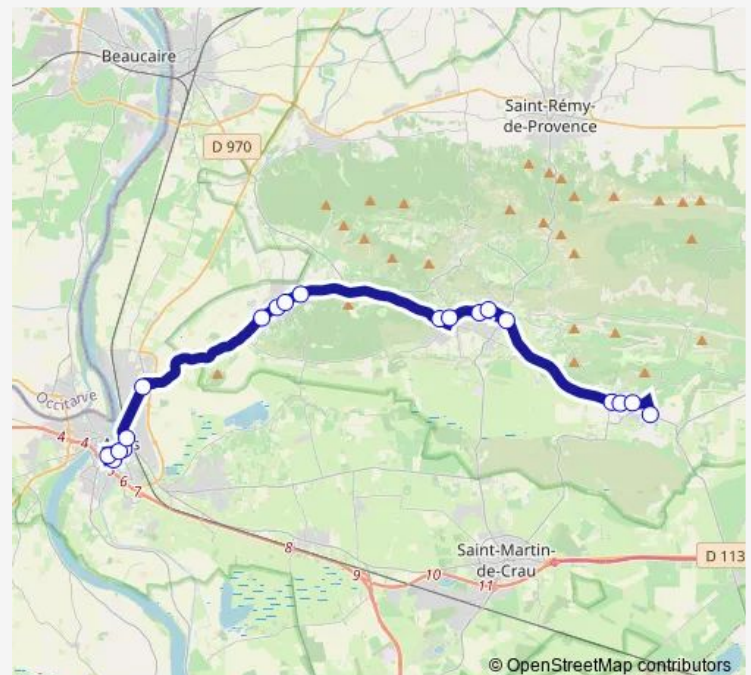 Beaucaire
Saint-Rémy-
de-Provence
D 970
Occitanie
4
4
5
6
7
8
9
10
11
Saint-Martin-
de-Crau
D 113
© OpenStreetMap contributors